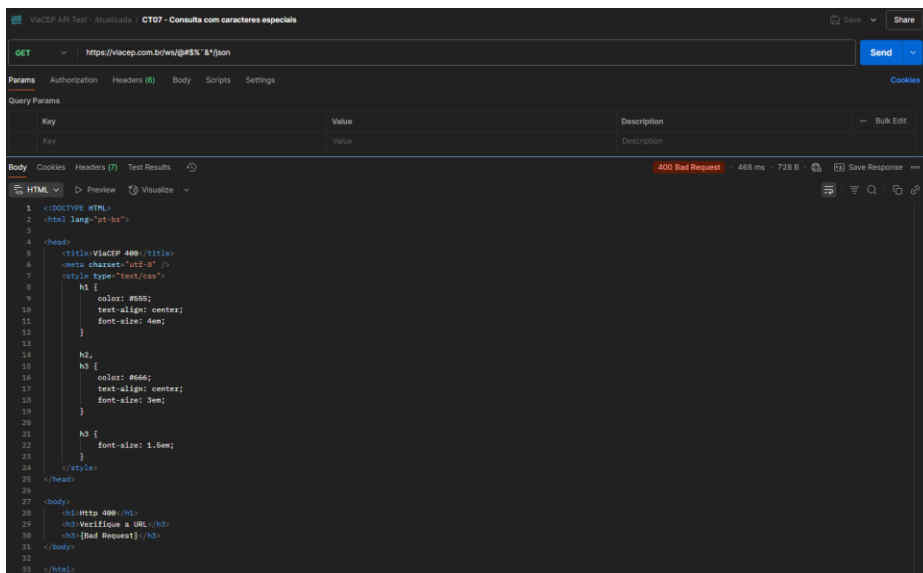 ViaCEP API Test - Atualizada / CT07 - Consulta com caracteres especiais
Save Share
GET https://viacep.com.br/ws/@#$%¨&*/json Send
Params Authorization Headers (6) Body Scripts Settings Cookies
Query Params
Key Value Description Bulk Edit
Key Value Description
Body Cookies Headers (7) Test Results 400 Bad Request 468 ms 728 B Save Response
HTML Preview Visualize
1 <!DOCTYPE HTML>
2 <html lang="pt-br">
3
4 <head>
5 <title>ViaCEP 400</title>
6 <meta charset="utf-8" />
7 <style type="text/css">
8 h1 {
9 color: #555;
10 text-align: center;
11 font-size: 4em;
12 }
13
14 h2,
15 h3 {
16 color: #666;
17 text-align: center;
18 font-size: 3em;
19 }
20
21 h3 {
22 font-size: 1.5em;
23 }
24 </style>
25 </head>
26
27 <body>
28 <h1>Http 400</h1>
29 <h3>Verifique a URL</h3>
30 <h3>{Bad Request}</h3>
31 </body>
32
33 </html>